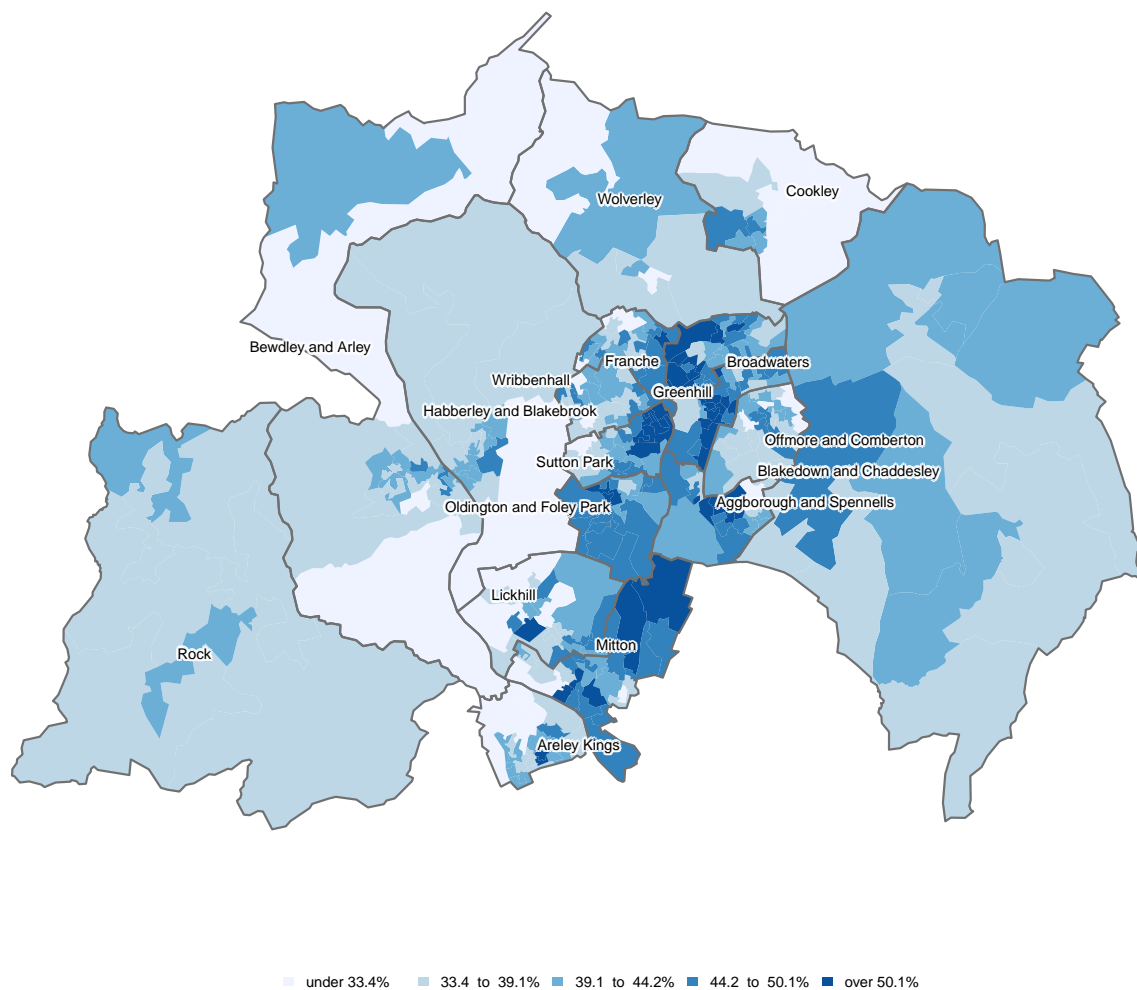 Cookley
Wolverley
Bewdley and Arley
Franche
Broadwaters
Wribbenhall
Greenhill
Habberley and Blakebrook
Offmore and Comberton
Sutton Park
Blakedown and Chaddesley
Oldington and Foley Park
Aggborough and Spennells
Lickhill
Mitton
Rock
Areley Kings
under 33.4% 33.4 to 39.1% 39.1 to 44.2% 44.2 to 50.1% over 50.1%